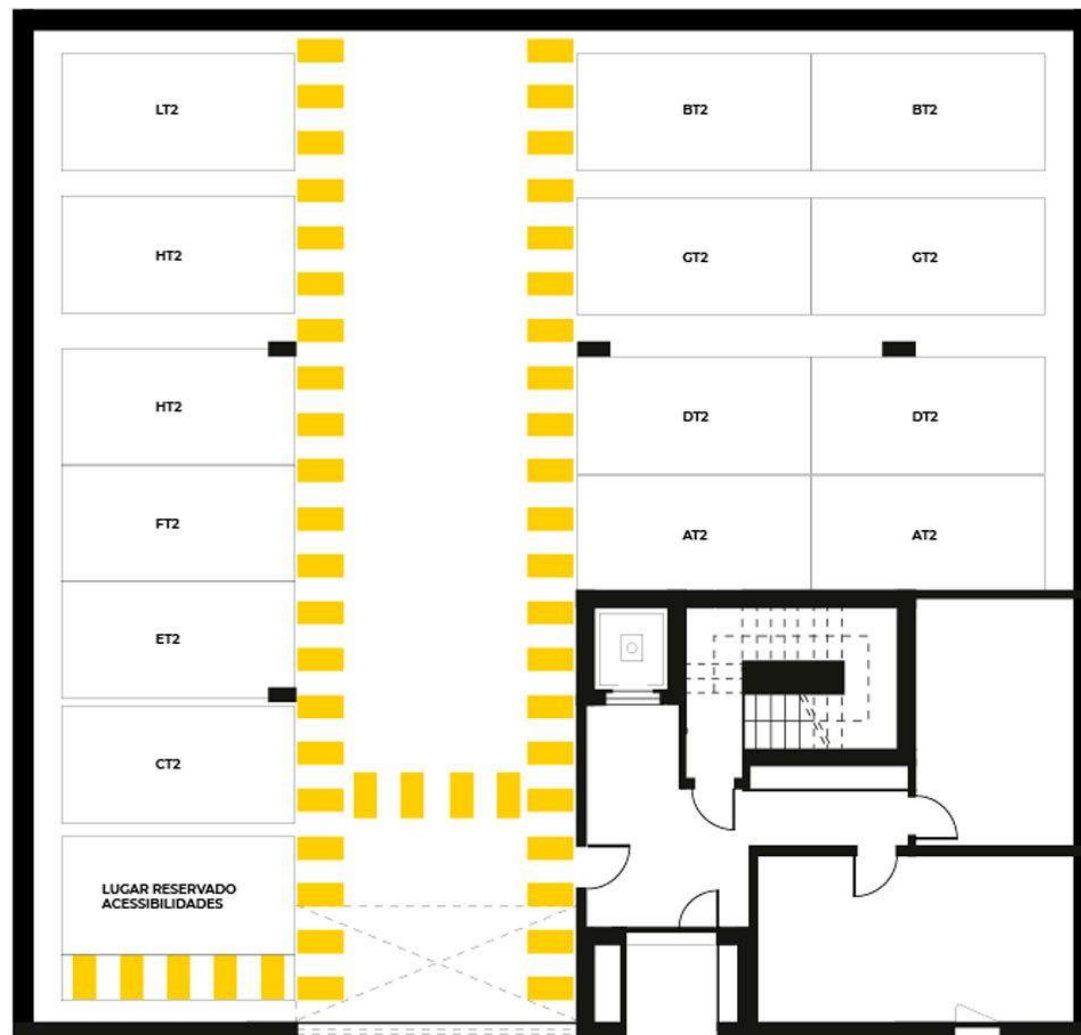 LT2
BT2
BT2
HT2
GT2
GT2
HT2
DT2
DT2
FT2
AT2
AT2
ET2
CT2
LUGAR RESERVADO
ACESSIBILIDADES